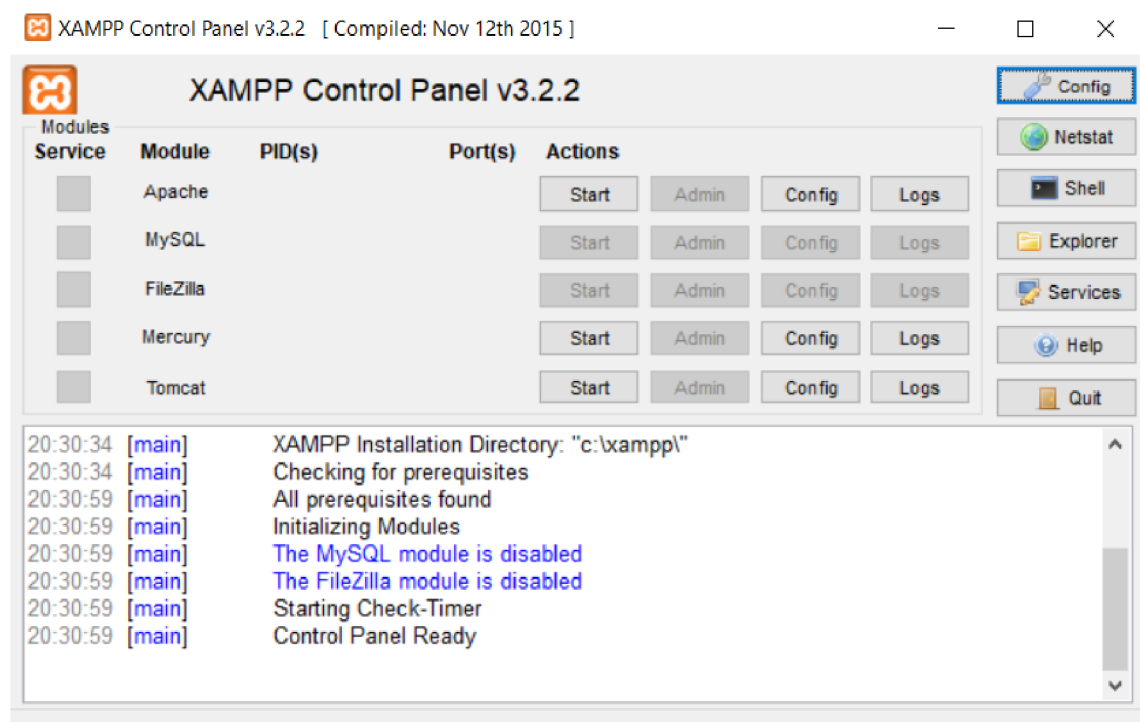 XAMPP Control Panel v3.2.2 [ Compiled: Nov 12th 2015 ]
XAMPP Control Panel v3.2.2
Config
Modules
Netstat
Service Module PID(s) Port(s) Actions
Apache Start Admin Config Logs
Shell
MySQL Start Admin Config Logs
Explorer
FileZilla Start Admin Config Logs
Services
Mercury Start Admin Config Logs
Help
Tomcat Start Admin Config Logs
Quit
20:30:34 [main] XAMPP Installation Directory: "c:\xampp\"
20:30:34 [main] Checking for prerequisites
20:30:59 [main] All prerequisites found
20:30:59 [main] Initializing Modules
20:30:59 [main] The MySQL module is disabled
20:30:59 [main] The FileZilla module is disabled
20:30:59 [main] Starting Check-Timer
20:30:59 [main] Control Panel Ready